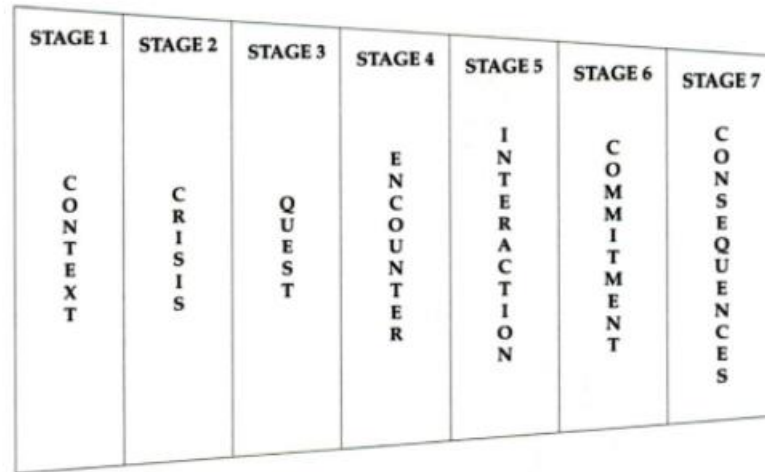 STAGE 1
CONTEXT
STAGE 2
CRISIS
STAGE 3
QUEST
STAGE 4
ENCOUNTER
STAGE 5
INTERACTION
STAGE 6
COMMITMENT
STAGE 7
CONSEQUENCES